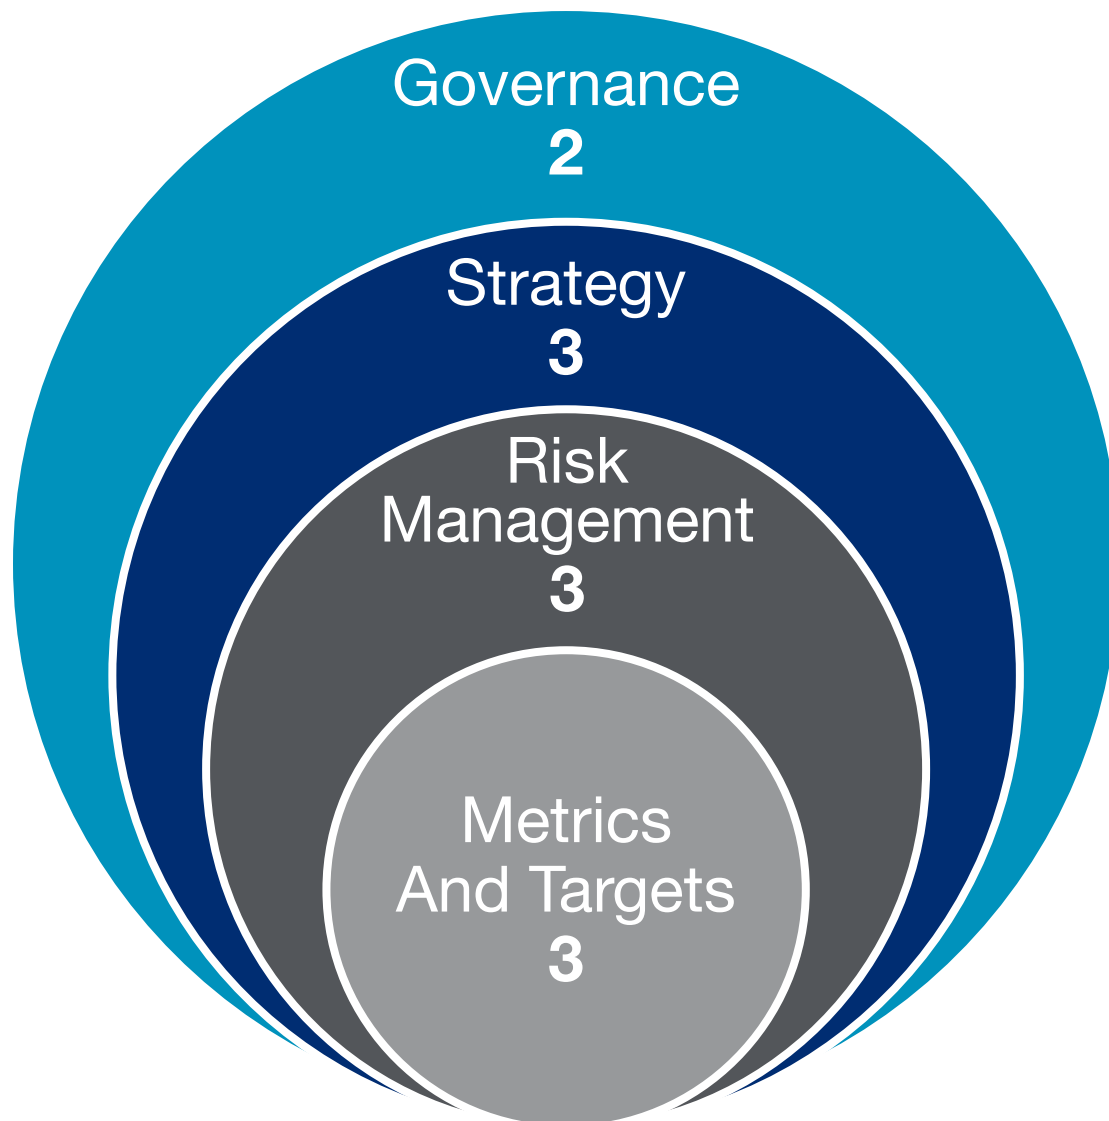 Governance
2
Strategy
3
Risk
Management
3
Metrics
And Targets
3